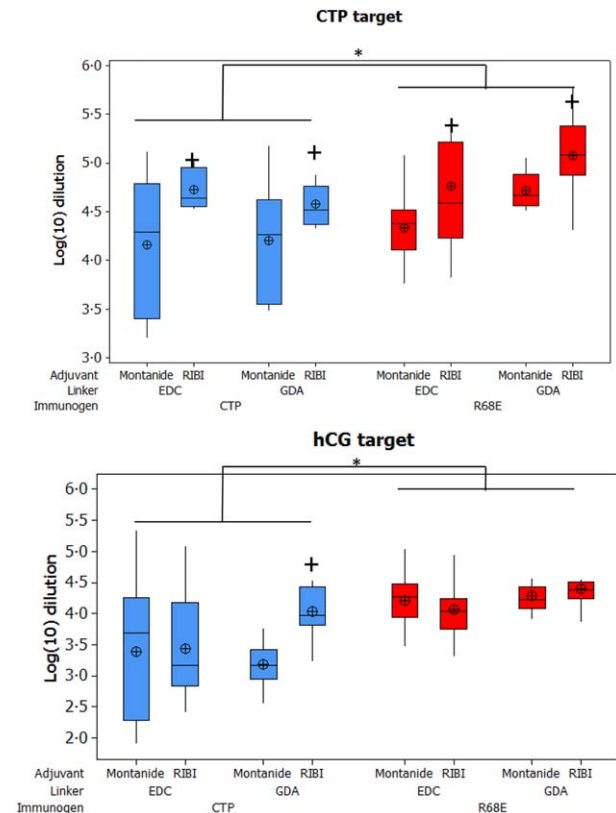 CTP target
*
6·0
5·5
5·0
4·5
4·0
3·5
3·0
Log(10) dilution
Adjuvant Montanide RIBI Montanide RIBI Montanide RIBI Montanide RIBI
Linker EDC GDA EDC GDA
Immunogen CTP R68E
hCG target
*
6·0
5·5
5·0
4·5
4·0
3·5
3·0
2·5
2·0
Log(10) dilution
Adjuvant Montanide RIBI Montanide RIBI Montanide RIBI Montanide RIBI
Linker EDC GDA EDC GDA
Immunogen CTP R68E